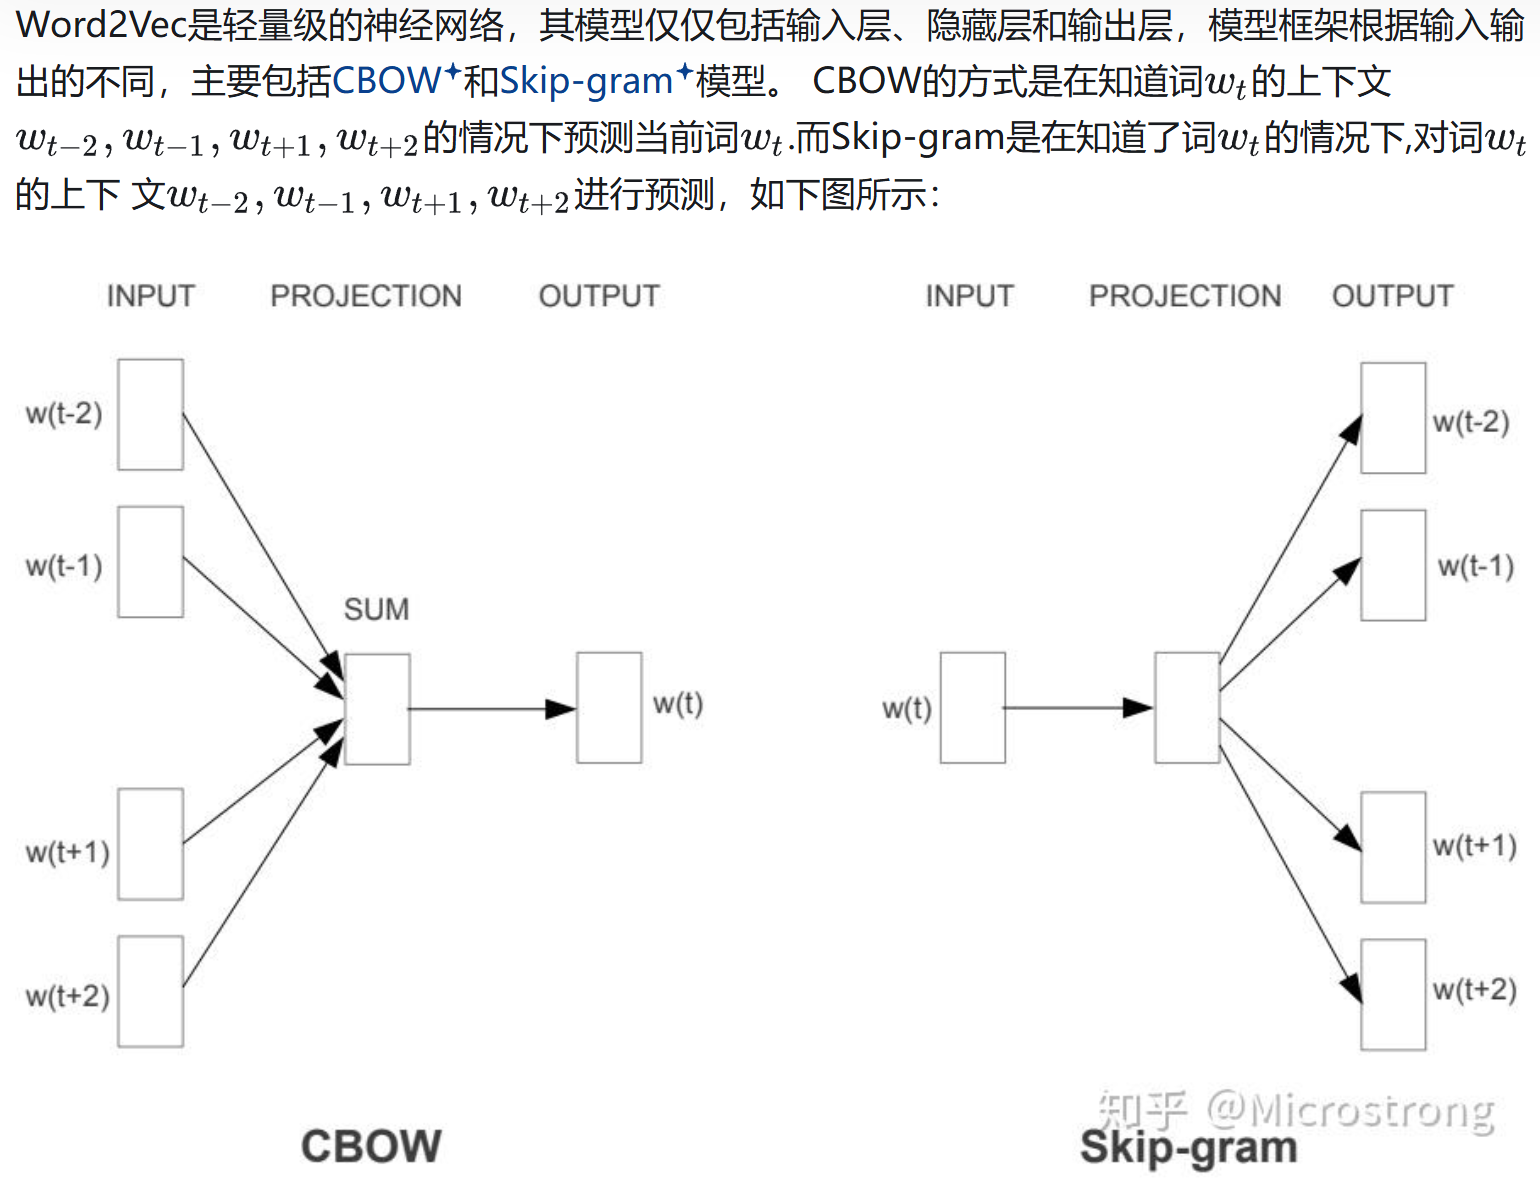 Word2Vec是轻量级的神经网络，其模型仅仅包括输入层、隐藏层和输出层，模型框架根据输入输
出的不同，主要包括CBOW和Skip-gram模型。 CBOW的方式是在知道词w_t的上下文
w_{t-2}, w_{t-1}, w_{t+1}, w_{t+2}的情况下预测当前词w_t.而Skip-gram是在知道了词w_t的情况下,对词w_t
的上下 文w_{t-2}, w_{t-1}, w_{t+1}, w_{t+2}进行预测，如下图所示：
INPUT PROJECTION OUTPUT
w(t-2)
w(t-1)
SUM
w(t)
w(t+1)
w(t+2)
CBOW
INPUT PROJECTION OUTPUT
w(t-2)
w(t-1)
w(t)
w(t+1)
w(t+2)
知乎 @Microstrong
Skip-gram